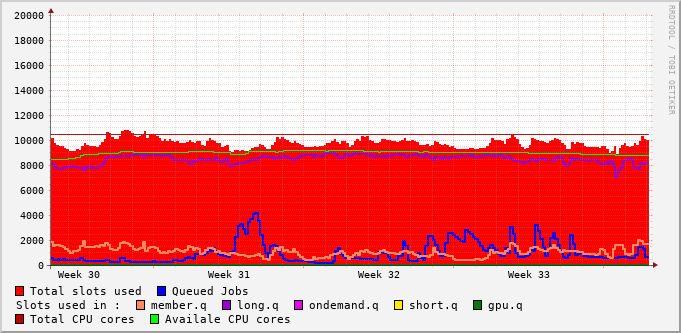 20000
18000
16000
14000
12000
10000
8000
6000
4000
2000
0
Week 30 Week 31 Week 32 Week 33
Total slots used Queued Jobs
Slots used in : member.q long.q ondemand.q short.q gpu.q
Total CPU cores Availale CPU cores
RRDTOOL / TOBI OETIKER